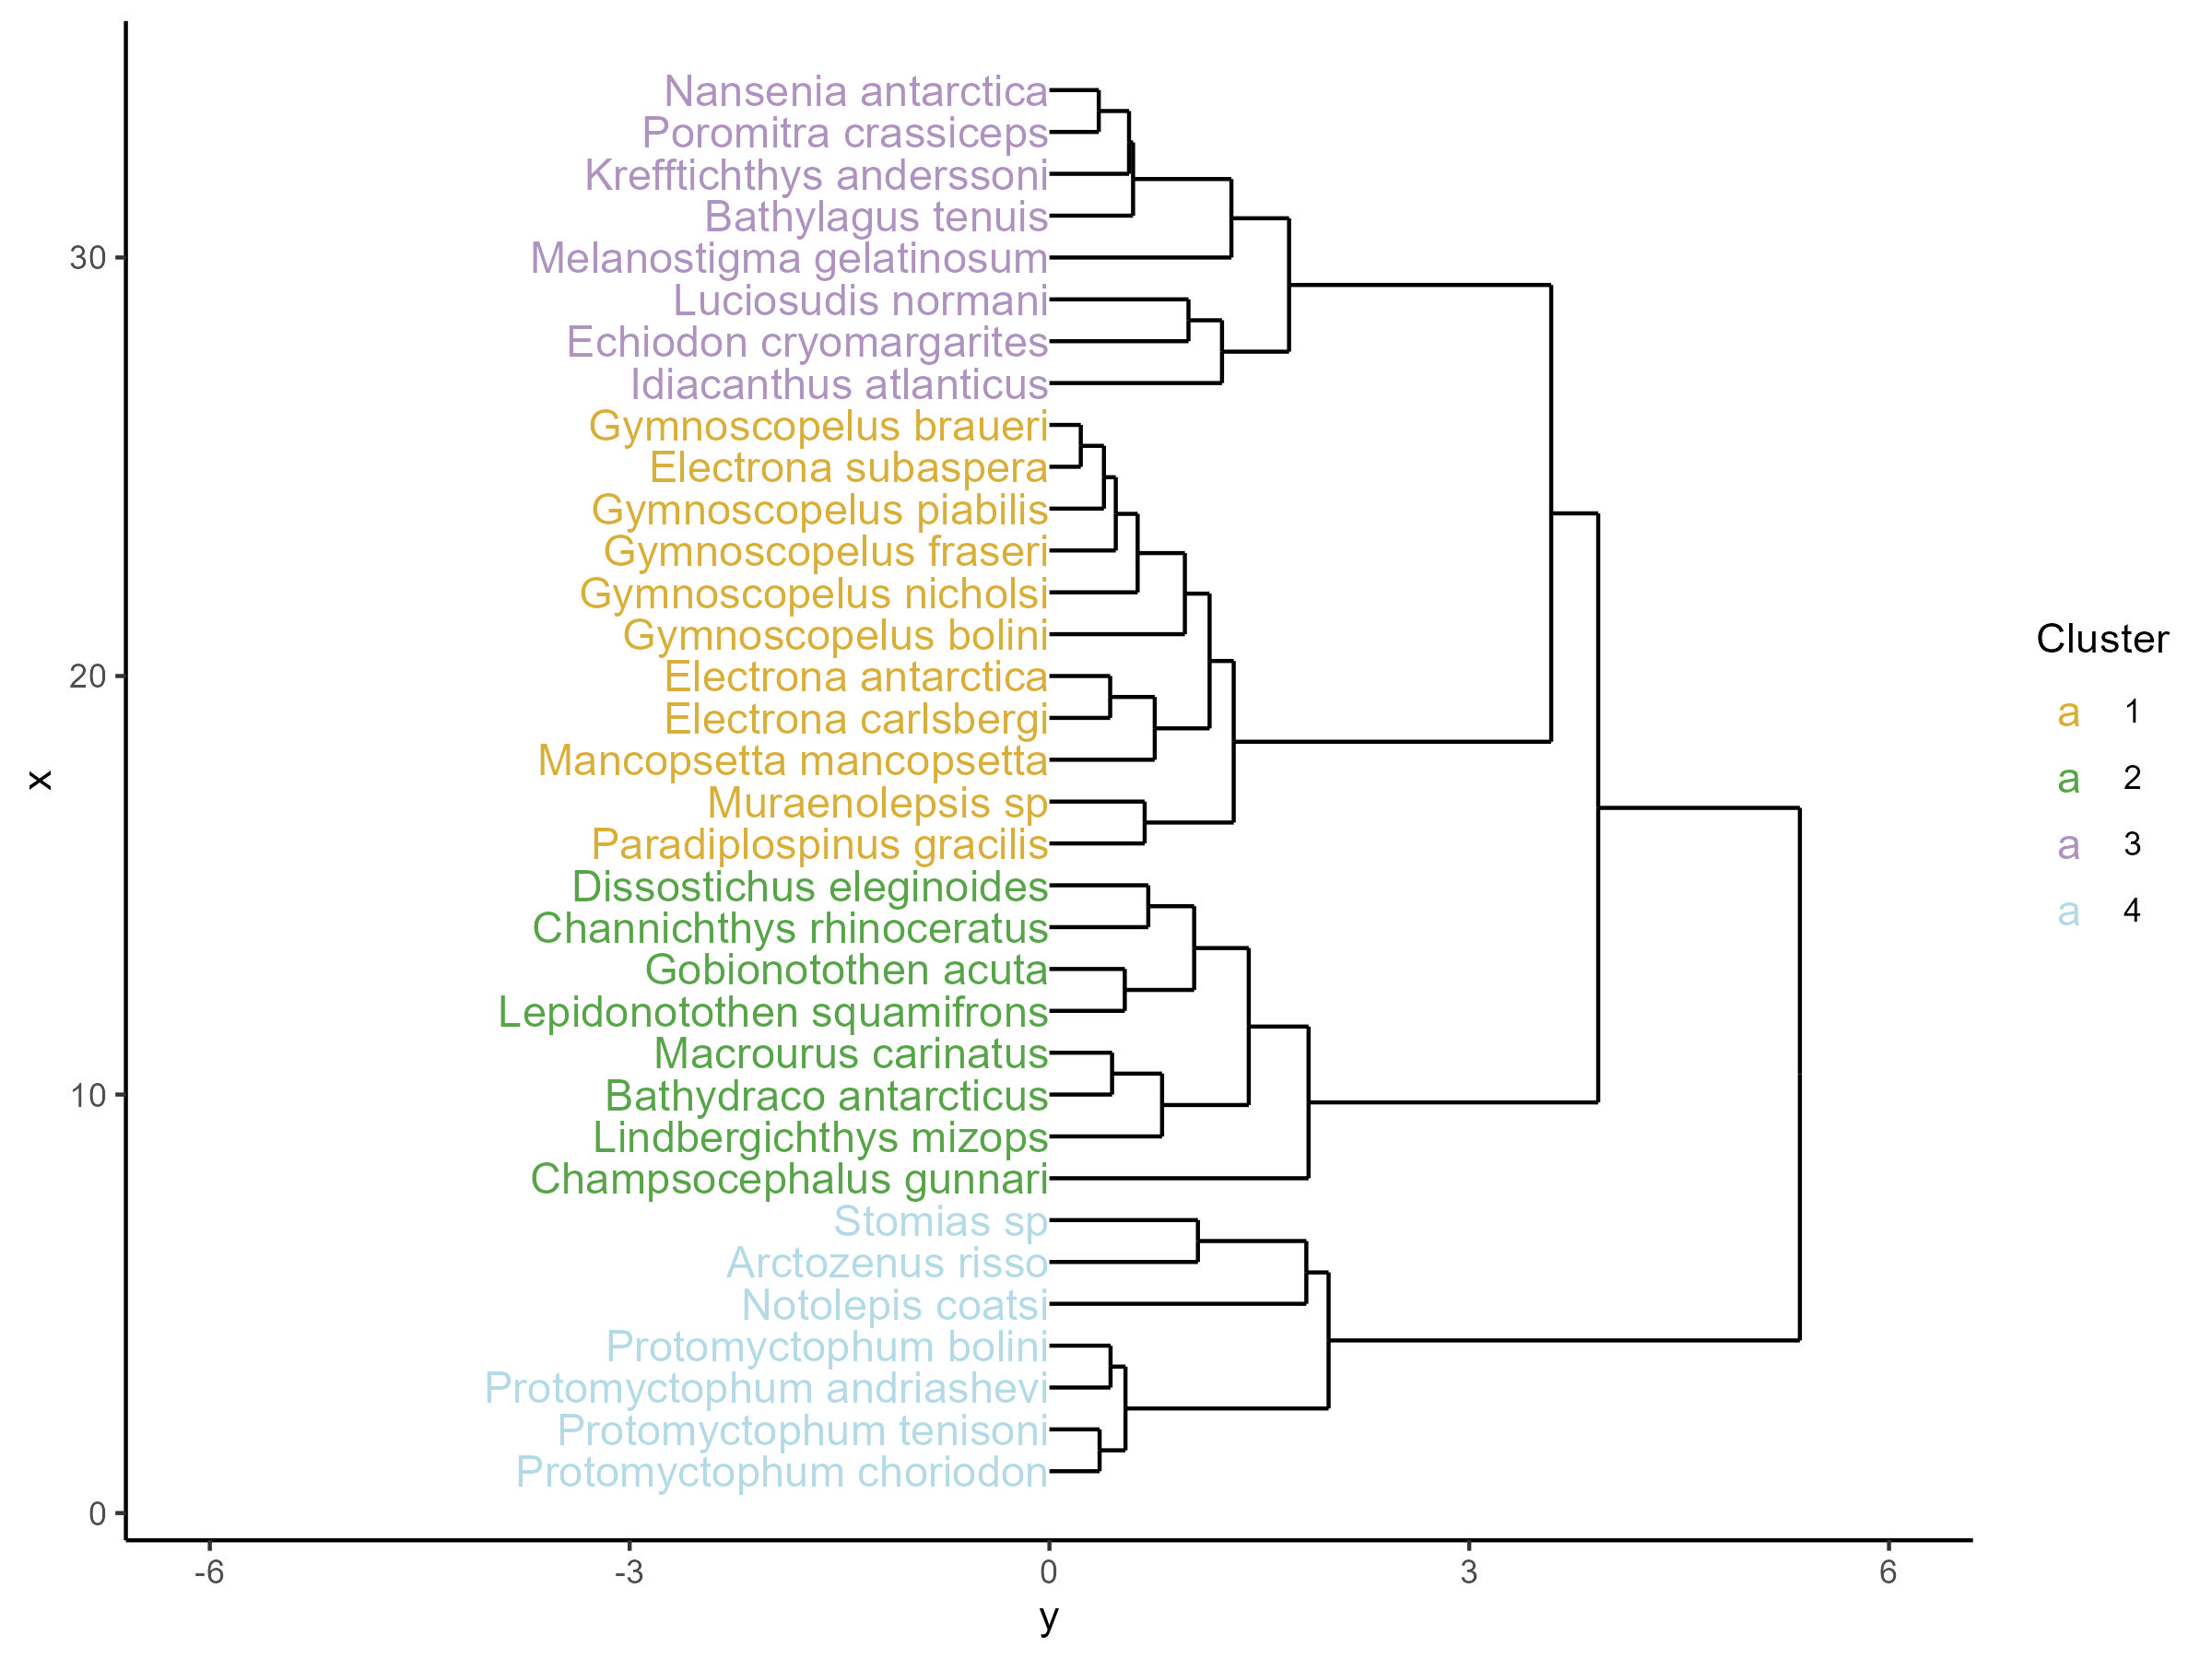 Nansenia antarctica
Poromitra crassiceps
Krefftichthys anderssoni
Bathylagus tenuis
Melanostigma gelatinosum
Luciosudis normani
Echiodon cryomargarites
Idiacanthus atlanticus
Gymnoscopelus braueri
Electrona subaspera
Gymnoscopelus piabilis
Gymnoscopelus fraseri
Gymnoscopelus nicholsi
Gymnoscopelus bolini
Electrona antarctica
Electrona carlsbergi
Mancopsetta mancopsetta
Muraenolepsis sp
Paradiplospinus gracilis
Dissostichus eleginoides
Channichthys rhinoceratus
Gobionotothen acuta
Lepidonotothen squamifrons
Macrourus carinatus
Bathydraco antarcticus
Lindbergichthys mizops
Champsocephalus gunnari
Stomias sp
Arctozenus risso
Notolepis coatsi
Protomyctophum bolini
Protomyctophum andriashevi
Protomyctophum tenisoni
Protomyctophum choriodon
30
20
10
0
x
-6 -3 0 3 6
y
Cluster
a 1
a 2
a 3
a 4